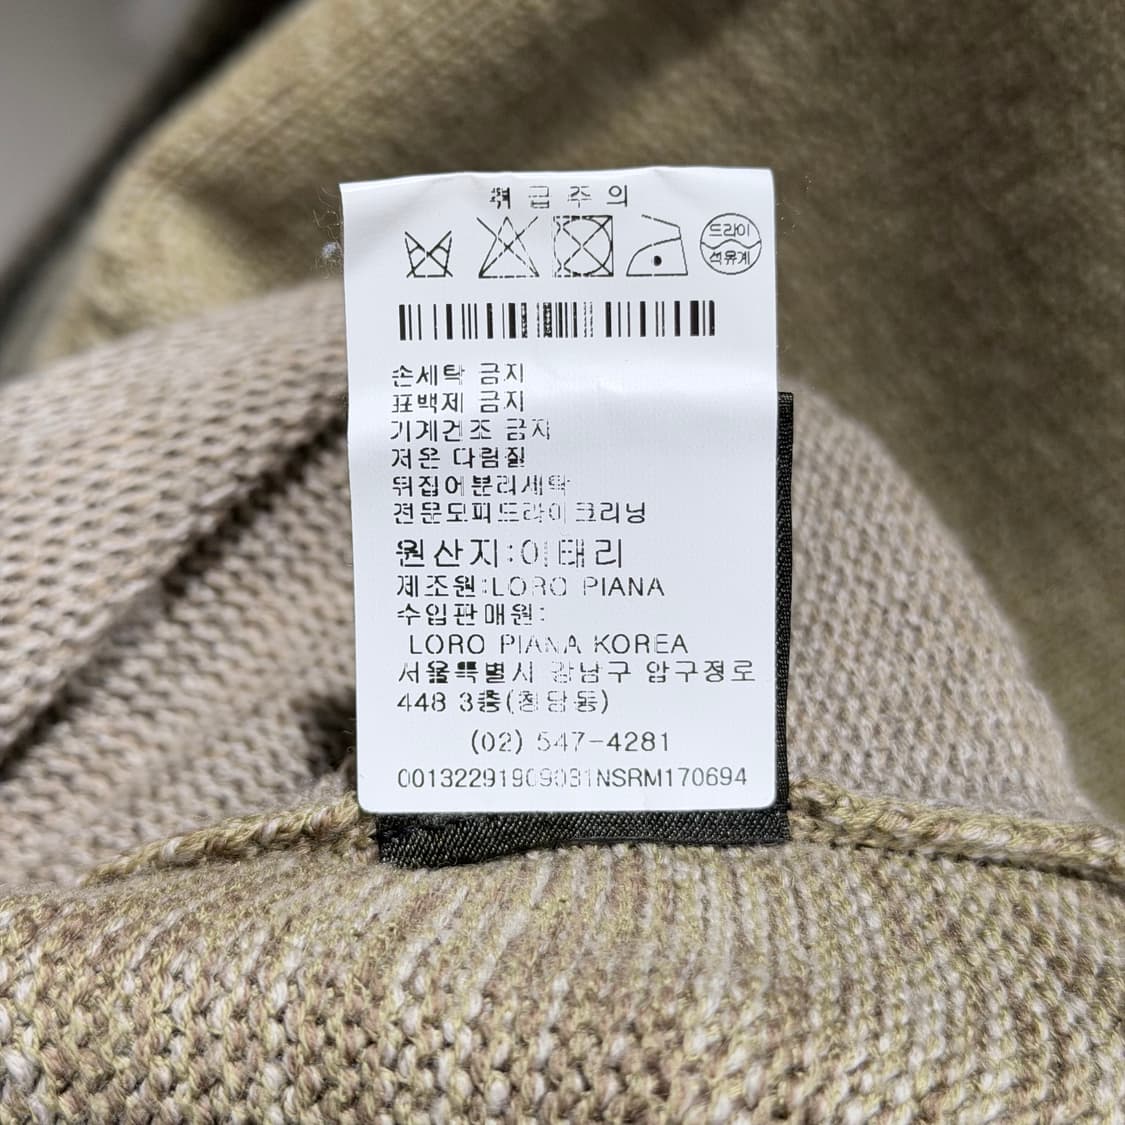 취급주의
드라이
석유계
손세탁 금지
표백제 금지
기계건조 금지
저온 다림질
뒤집어분리세탁
전문모피드라이크리닝
원산지:이태리
제조원:LORO PIANA
수입판매원:
LORO PIANA KOREA
서울특별시 강남구 압구정로
448 3층(청담동)
(02) 547-4281
00132291909031NSRM170694